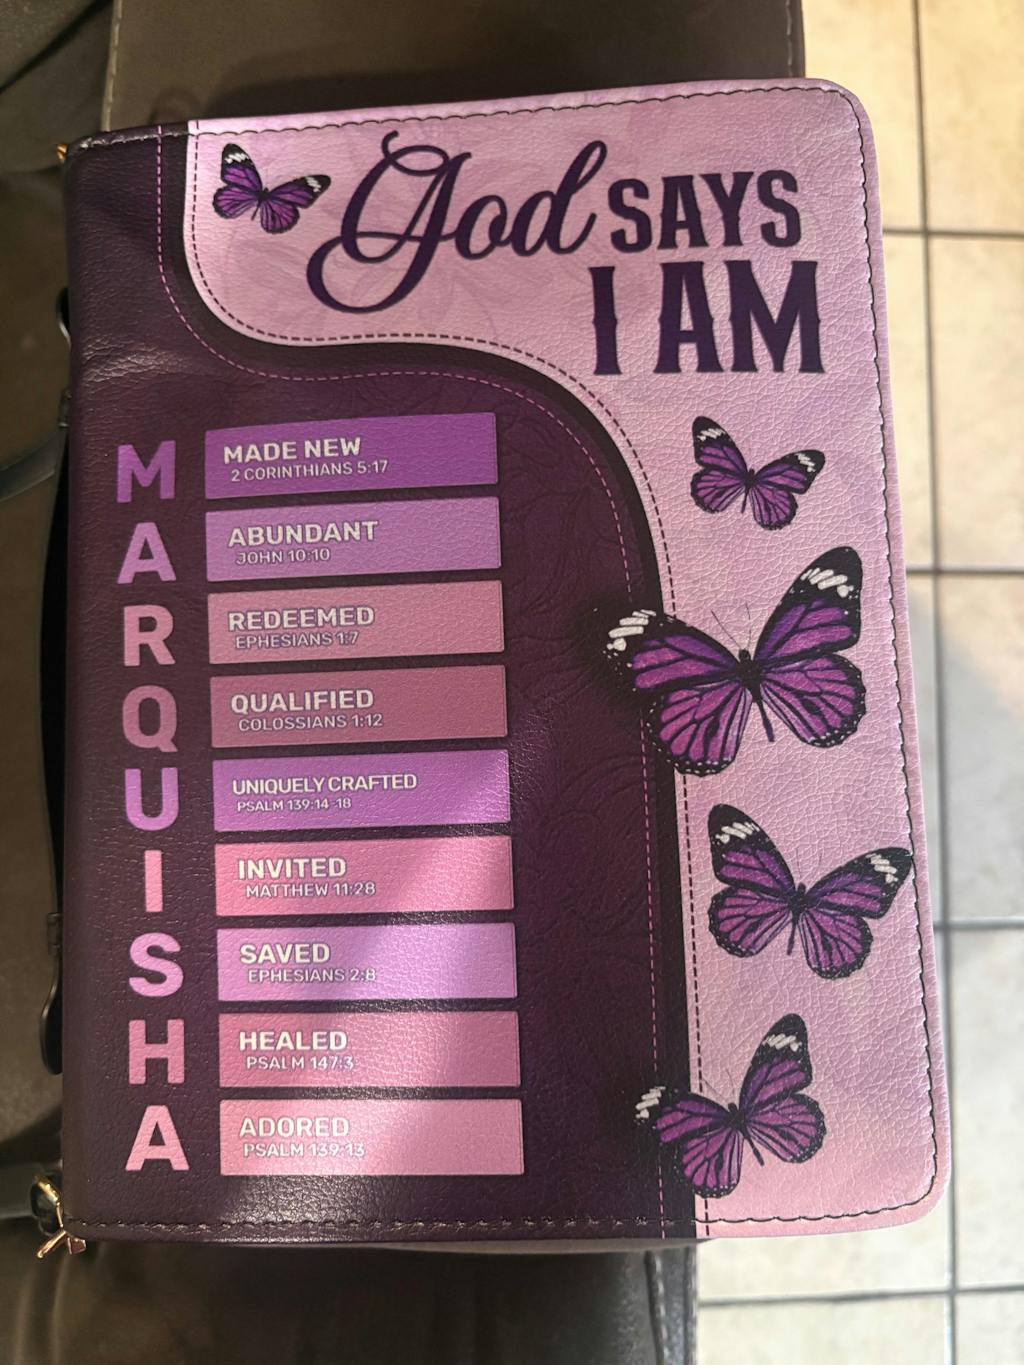 God SAYS
I AM
M
MADE NEW
2 CORINTHIANS 5:17
A
ABUNDANT
JOHN 10:10
R
REDEEMED
EPHESIANS 1:7
Q
QUALIFIED
COLOSSIANS 1:12
U
UNIQUELY CRAFTED
PSALM 139:14-18
I
INVITED
MATTHEW 11:28
S
SAVED
EPHESIANS 2:8
H
HEALED
PSALM 147:3
A
ADORED
PSALM 139:13